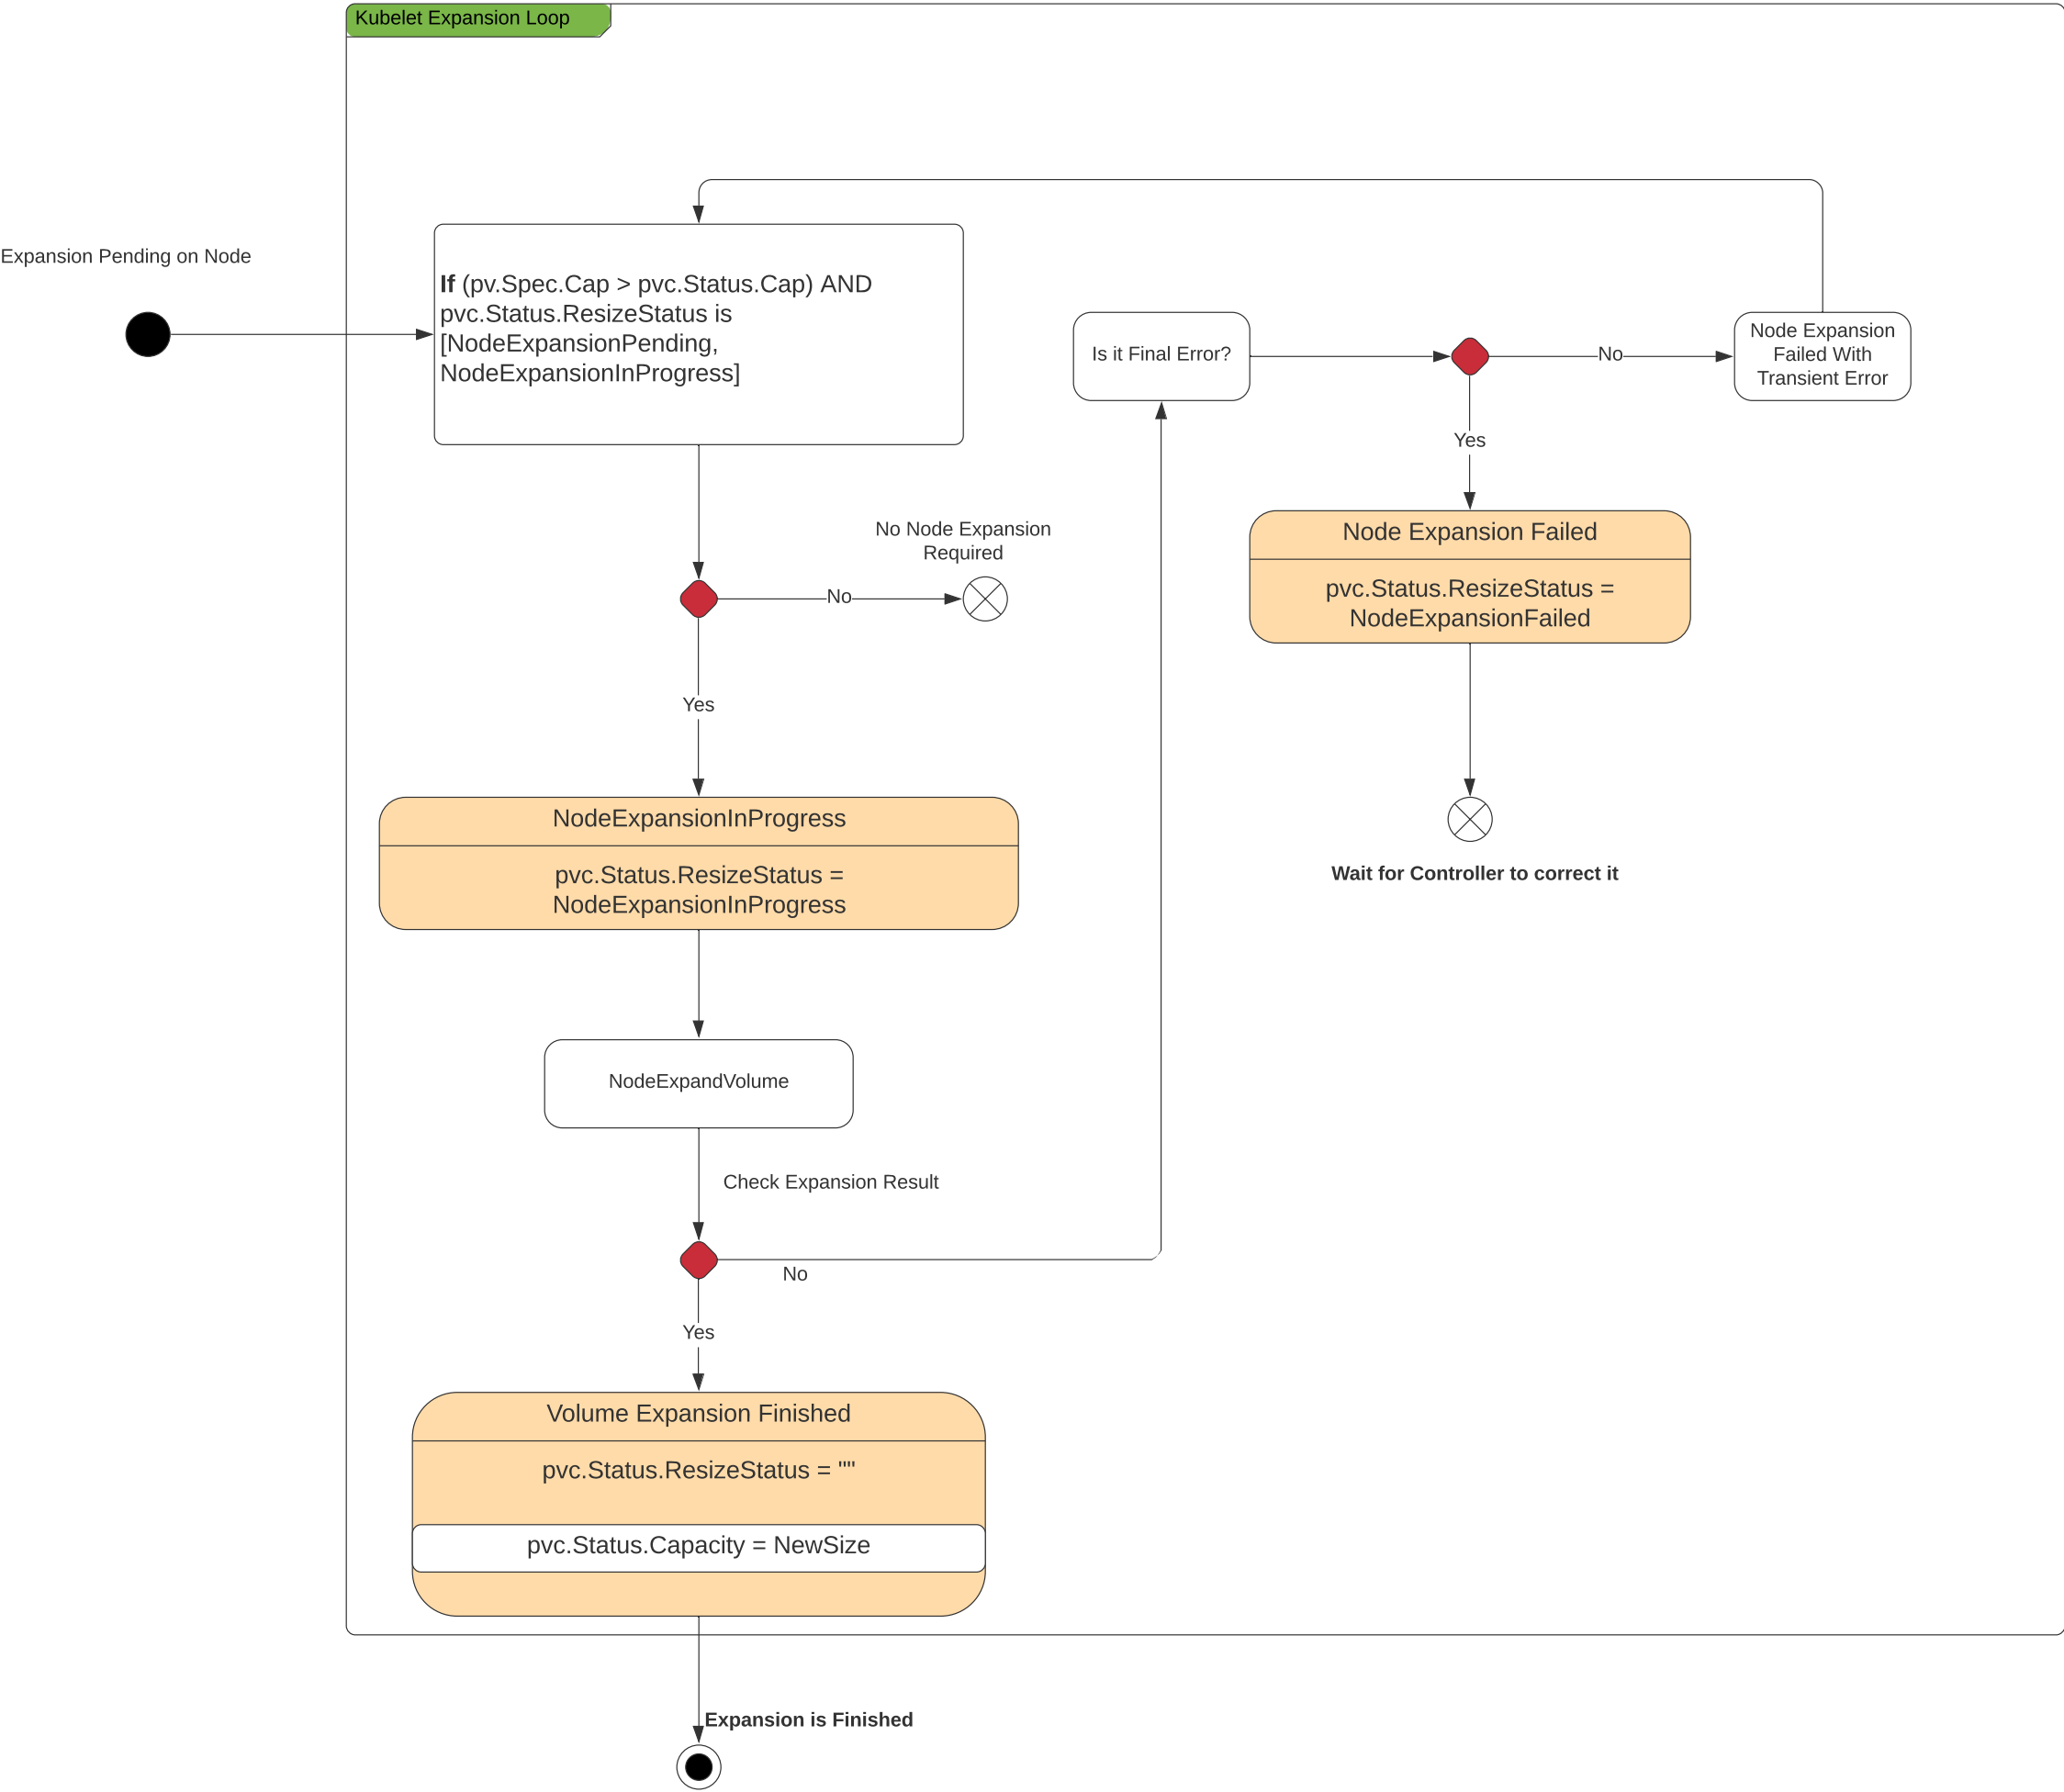 Kubelet Expansion Loop
Expansion Pending on Node
If (pv.Spec.Cap > pvc.Status.Cap) AND
pvc.Status.ResizeStatus is
[NodeExpansionPending,
NodeExpansionInProgress]
Is it Final Error?
No
Node Expansion
Failed With
Transient Error
Yes
Node Expansion Failed
pvc.Status.ResizeStatus =
NodeExpansionFailed
Wait for Controller to correct it
No Node Expansion
Required
No
Yes
NodeExpansionInProgress
pvc.Status.ResizeStatus =
NodeExpansionInProgress
NodeExpandVolume
Check Expansion Result
No
Yes
Volume Expansion Finished
pvc.Status.ResizeStatus = ""
pvc.Status.Capacity = NewSize
Expansion is Finished